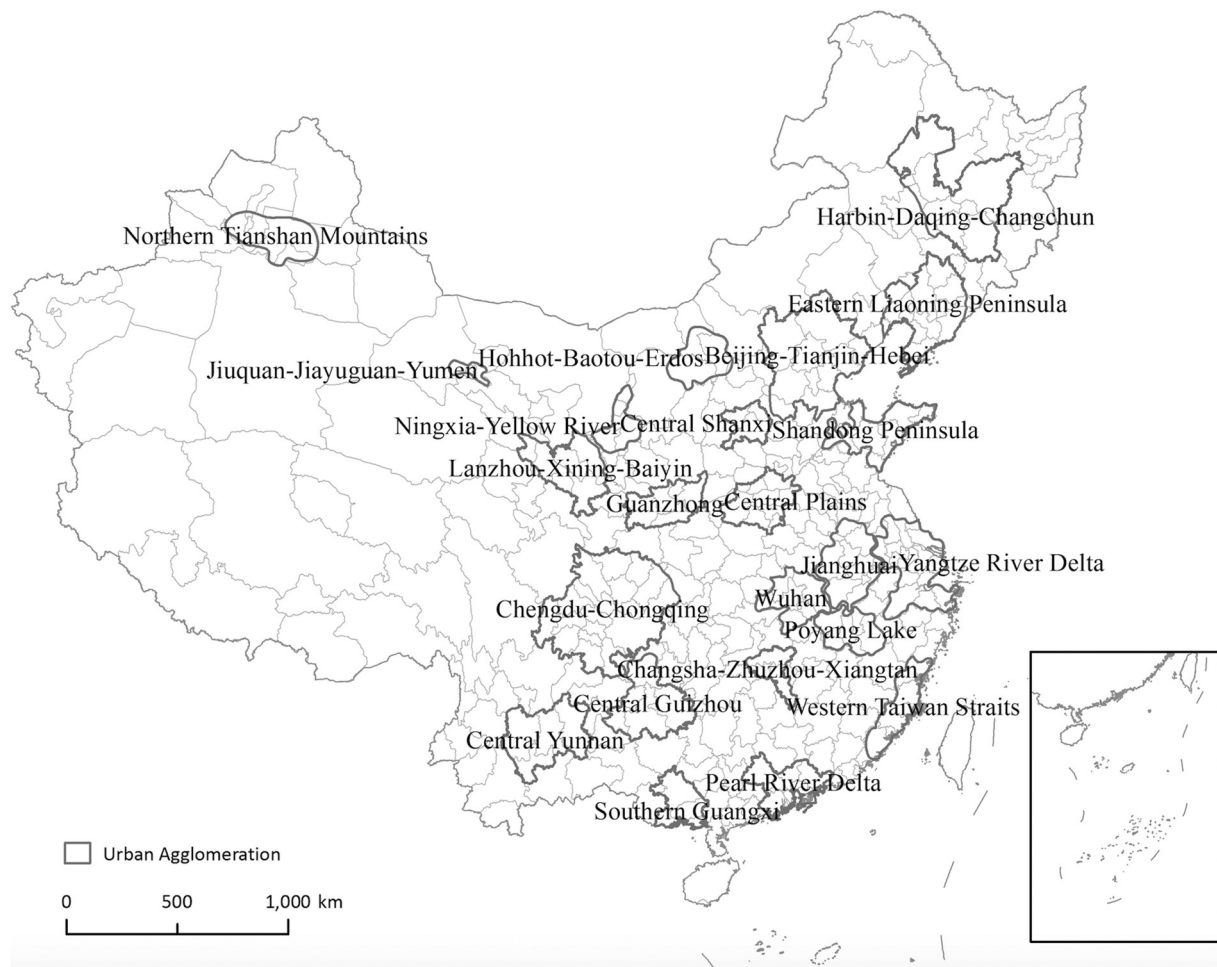 Harbin-Daqing-Changchun
Northern Tianshan Mountains
Eastern Liaoning Peninsula
Hohhot-Baotou-Erdos
Beijing-Tianjin-Hebei
Jiuquan-Jiayuguan-Yumen
Ningxia-Yellow River
Central Shanxi
Shandong Peninsula
Lanzhou-Xining-Baiyin
Guanzhong
Central Plains
Jianghuai
Yangtze River Delta
Wuhan
Chengdu-Chongqing
Poyang Lake
Changsha-Zhuzhou-Xiangtan
Central Guizhou
Western Taiwan Straits
Central Yunnan
Pearl River Delta
Southern Guangxi
Urban Agglomeration
0 500 1,000 km